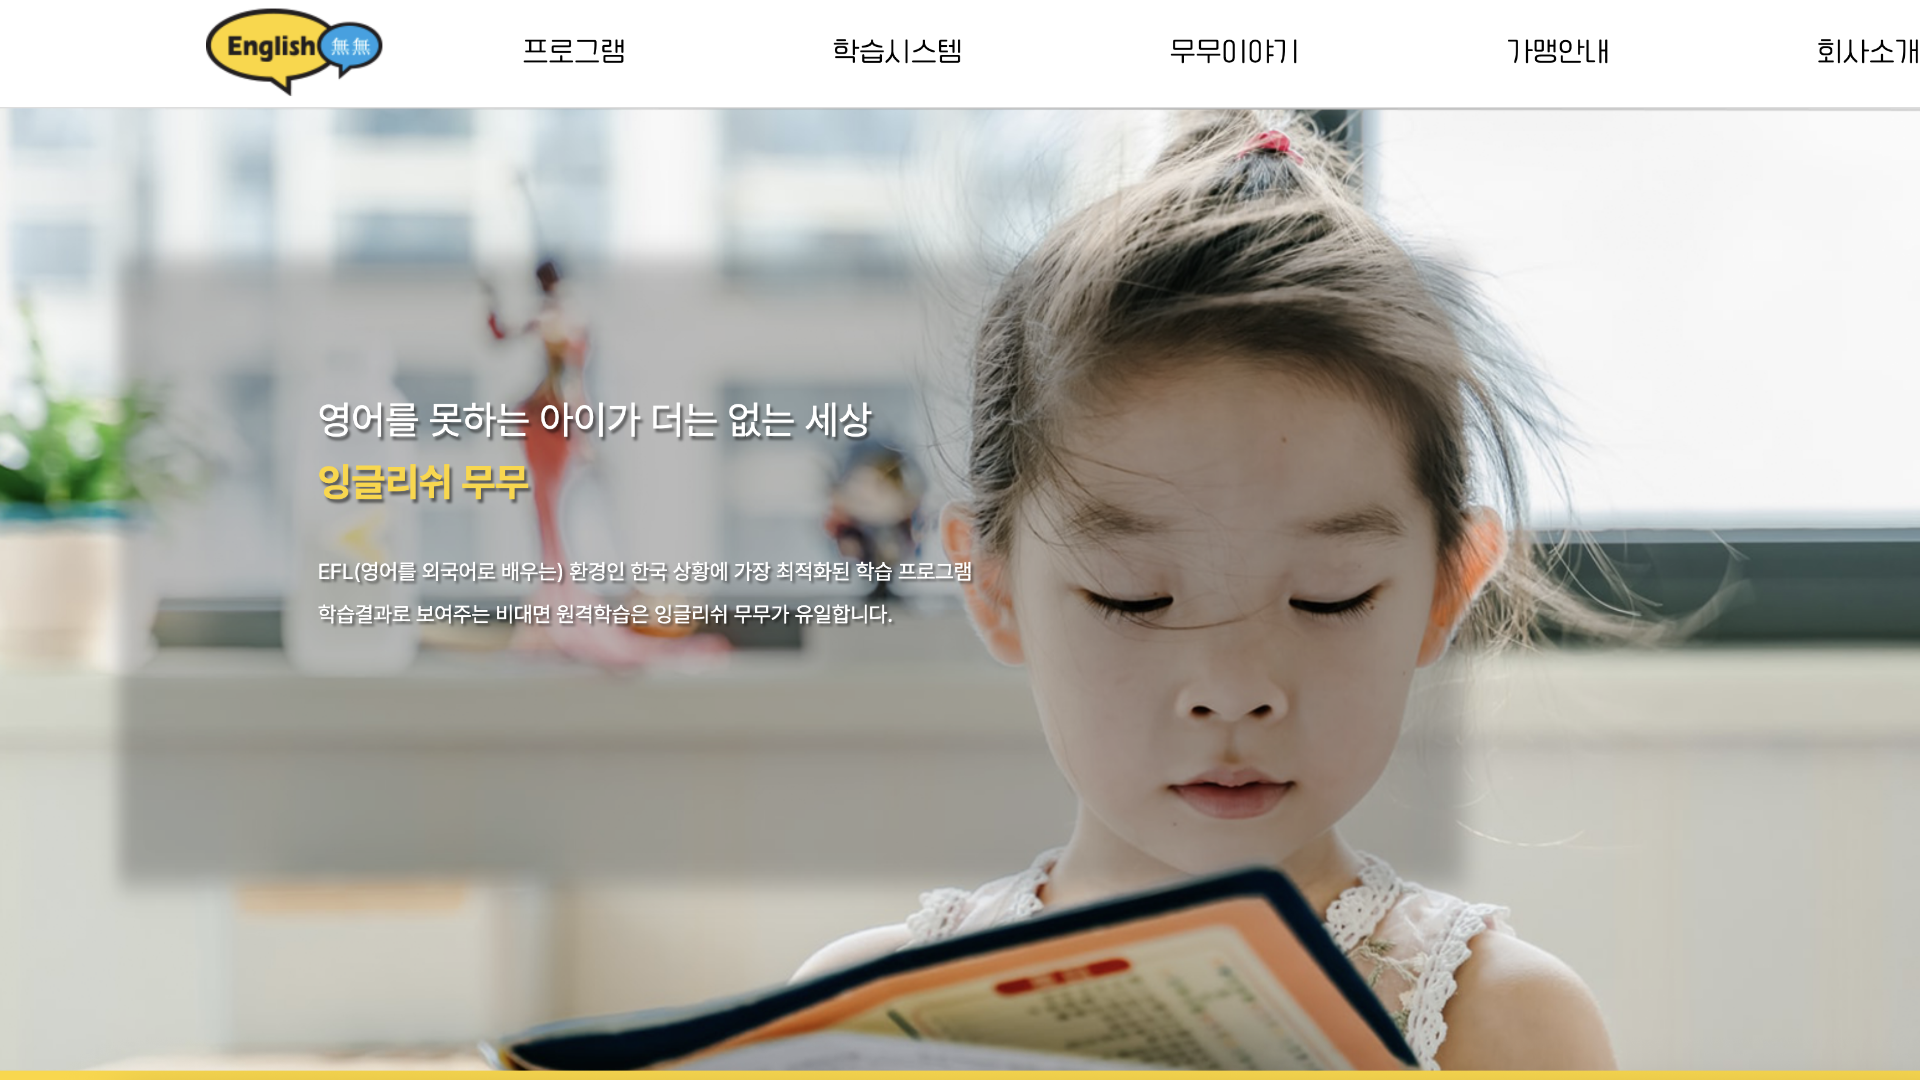 English 無無
프로그램
학습시스템
무무이야기
가맹안내
회사소개
영어를 못하는 아이가 더는 없는 세상
잉글리쉬 무무
EFL(영어를 외국어로 배우는) 환경인 한국 상황에 가장 최적화된 학습 프로그램
학습결과로 보여주는 비대면 원격학습은 잉글리쉬 무무가 유일합니다.